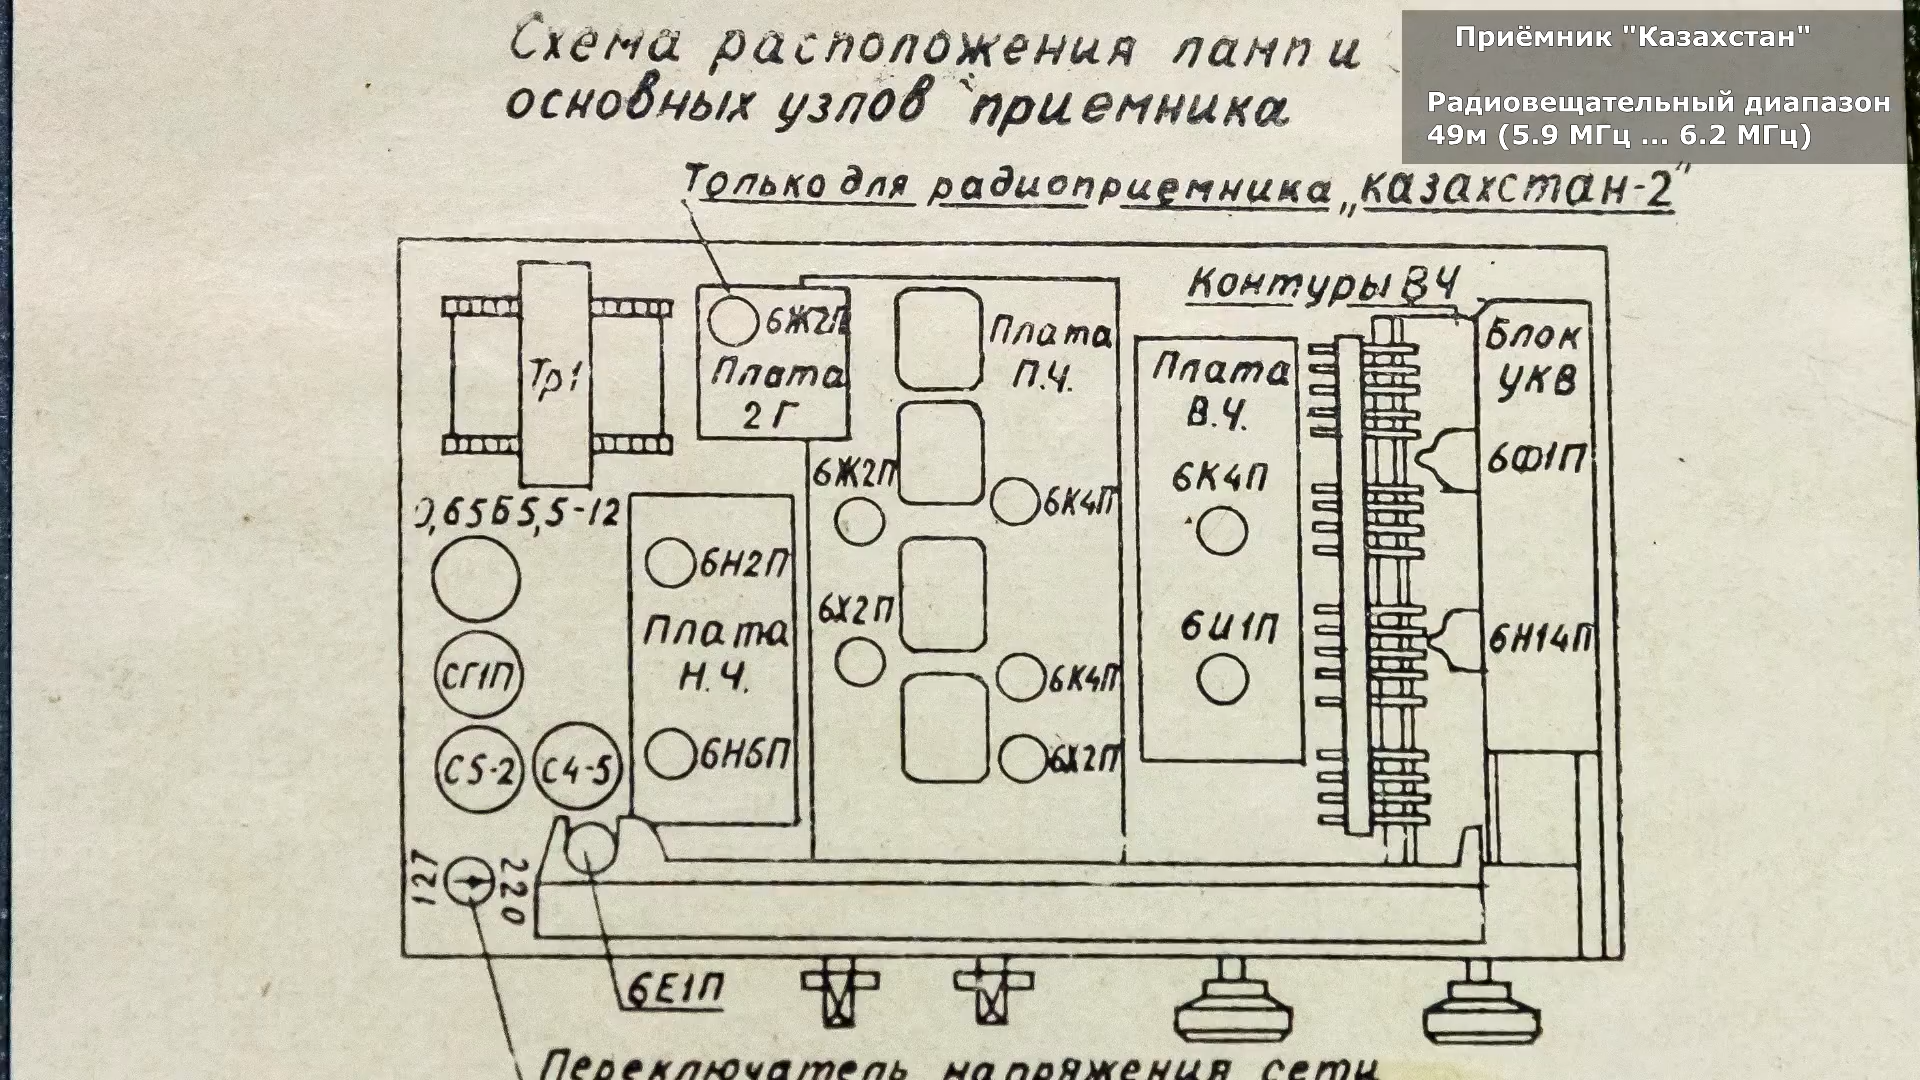 Приёмник "Казахстан"
Радиовещательный диапазон
49м (5.9 МГц ... 6.2 МГц)
Схема расположения ламп и
основных узлов приемника
Только для радиоприемника „казахстан-2"
Контуры ВЧ
6Ж2П
Плата
2Г
Плата
П.Ч.
Тр1
Плата
В.Ч.
Блок
УКВ
6Ж2П
6К4П
6К4П
6Ф1П
0,65Б5,5-12
6Н2П
6Х2П
6И1П
6Н14П
Плата
Н.Ч.
СГ1П
6К4П
6Н6П
6Х2П
С5-2
С4-5
127
220
6Е1П
Переключатель напряжения сети